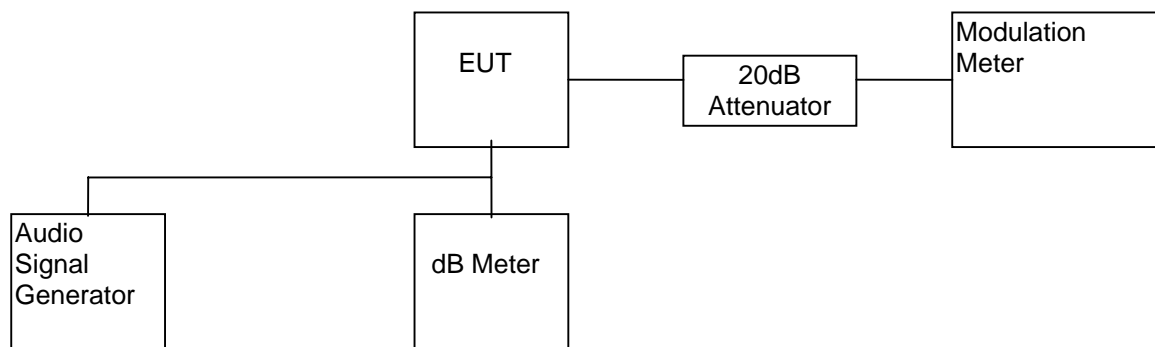 EUT
20dB
Attenuator
Modulation
Meter
Audio
Signal
Generator
dB Meter